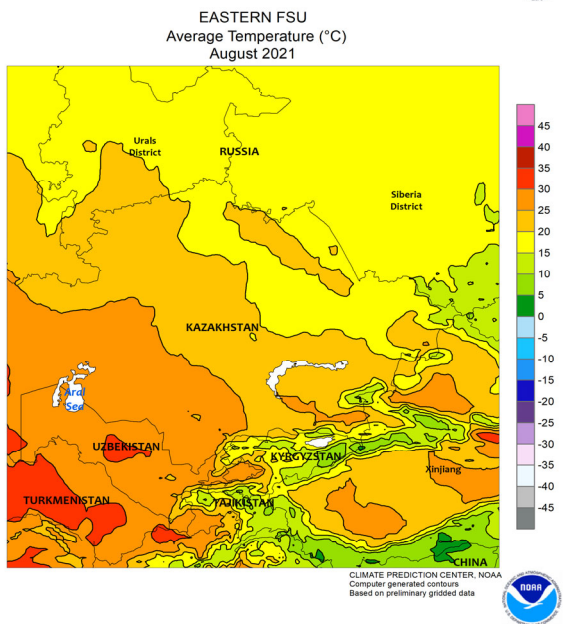 EASTERN FSU
Average Temperature (°C)
August 2021
Urals
District
RUSSIA
Siberia
District
KAZAKHSTAN
Aral
Sea
UZBEKISTAN
KYRGYZSTAN
Xinjiang
TURKMENISTAN
TAJIKISTAN
CHINA
45
40
35
30
25
20
15
10
5
0
-5
-10
-15
-20
-25
-30
-35
-40
-45
CLIMATE PREDICTION CENTER, NOAA
Computer generated contours
Based on preliminary gridded data
NOAA